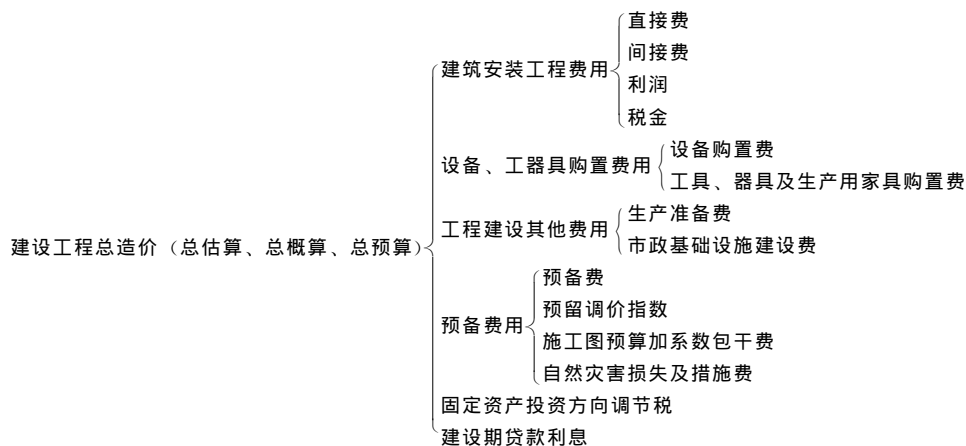 建设工程总造价（总估算、总概算、总预算）
建筑安装工程费用
直接费
间接费
利润
税金
设备、工器具购置费用
设备购置费
工具、器具及生产用家具购置费
工程建设其他费用
生产准备费
市政基础设施建设费
预备费用
预备费
预留调价指数
施工图预算加系数包干费
自然灾害损失及措施费
固定资产投资方向调节税
建设期贷款利息